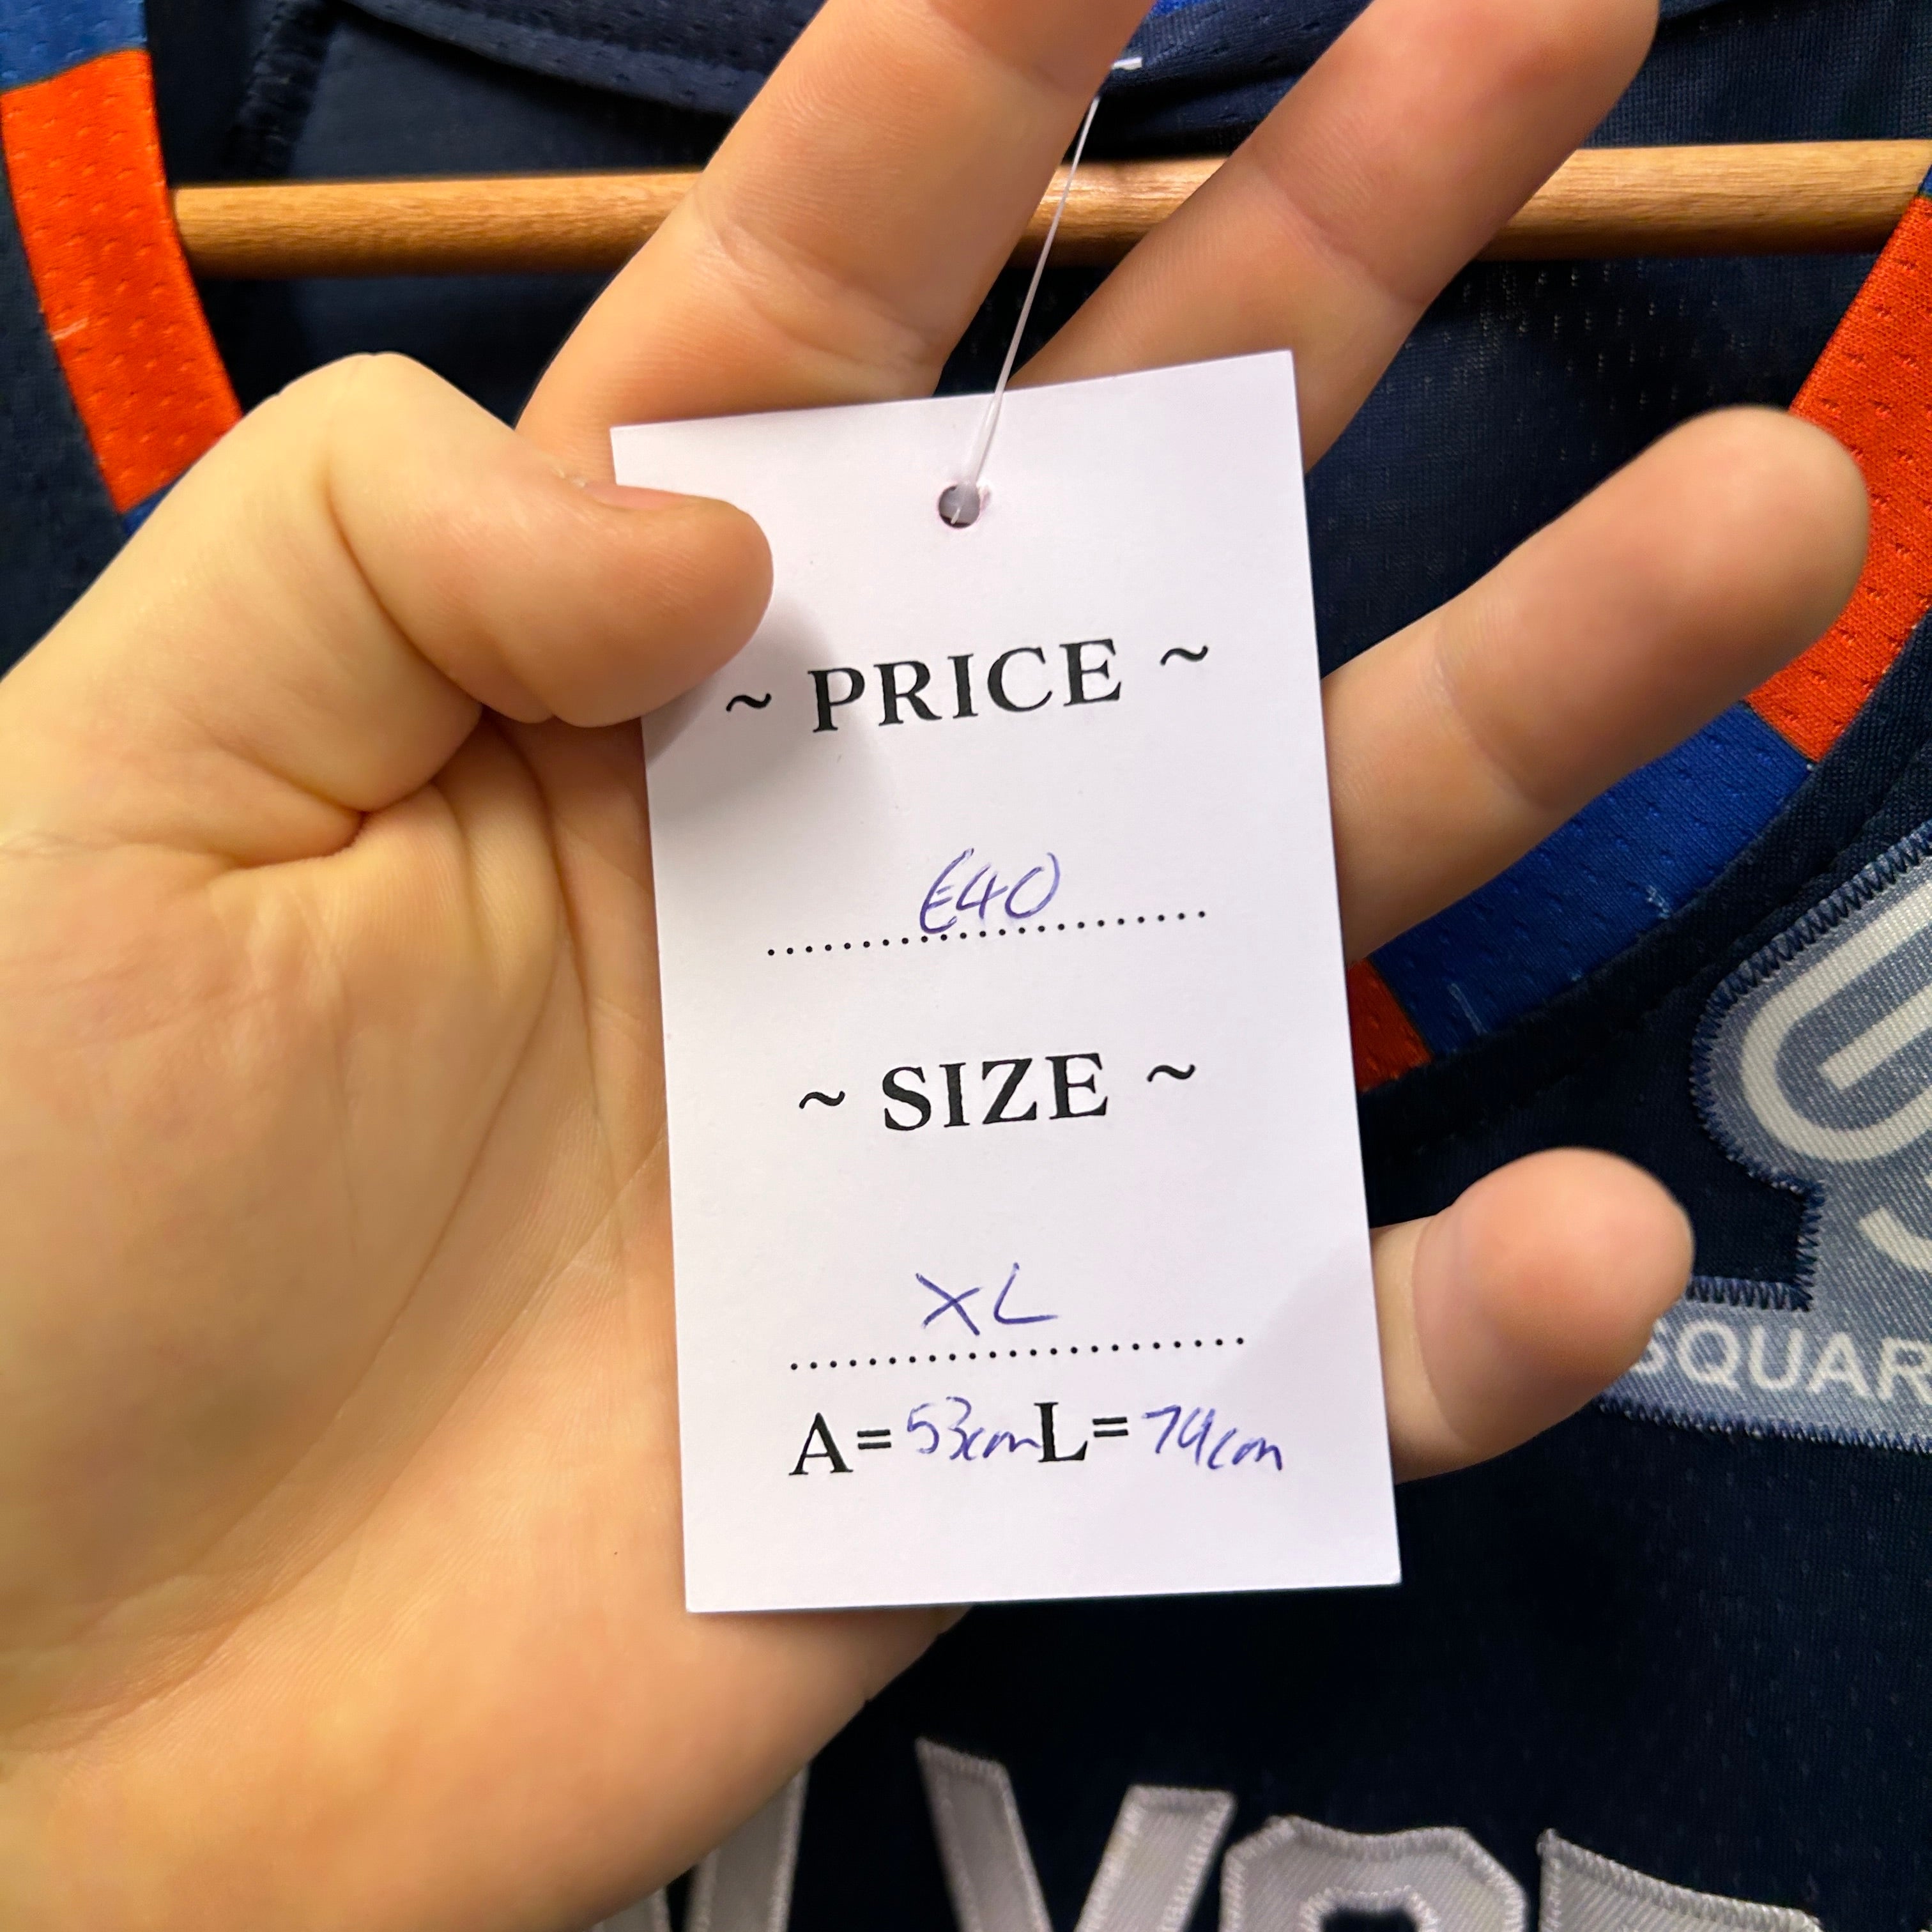 ~ PRICE ~
€40
~ SIZE ~
XL
A= 53cm L= 74cm
SQUAR